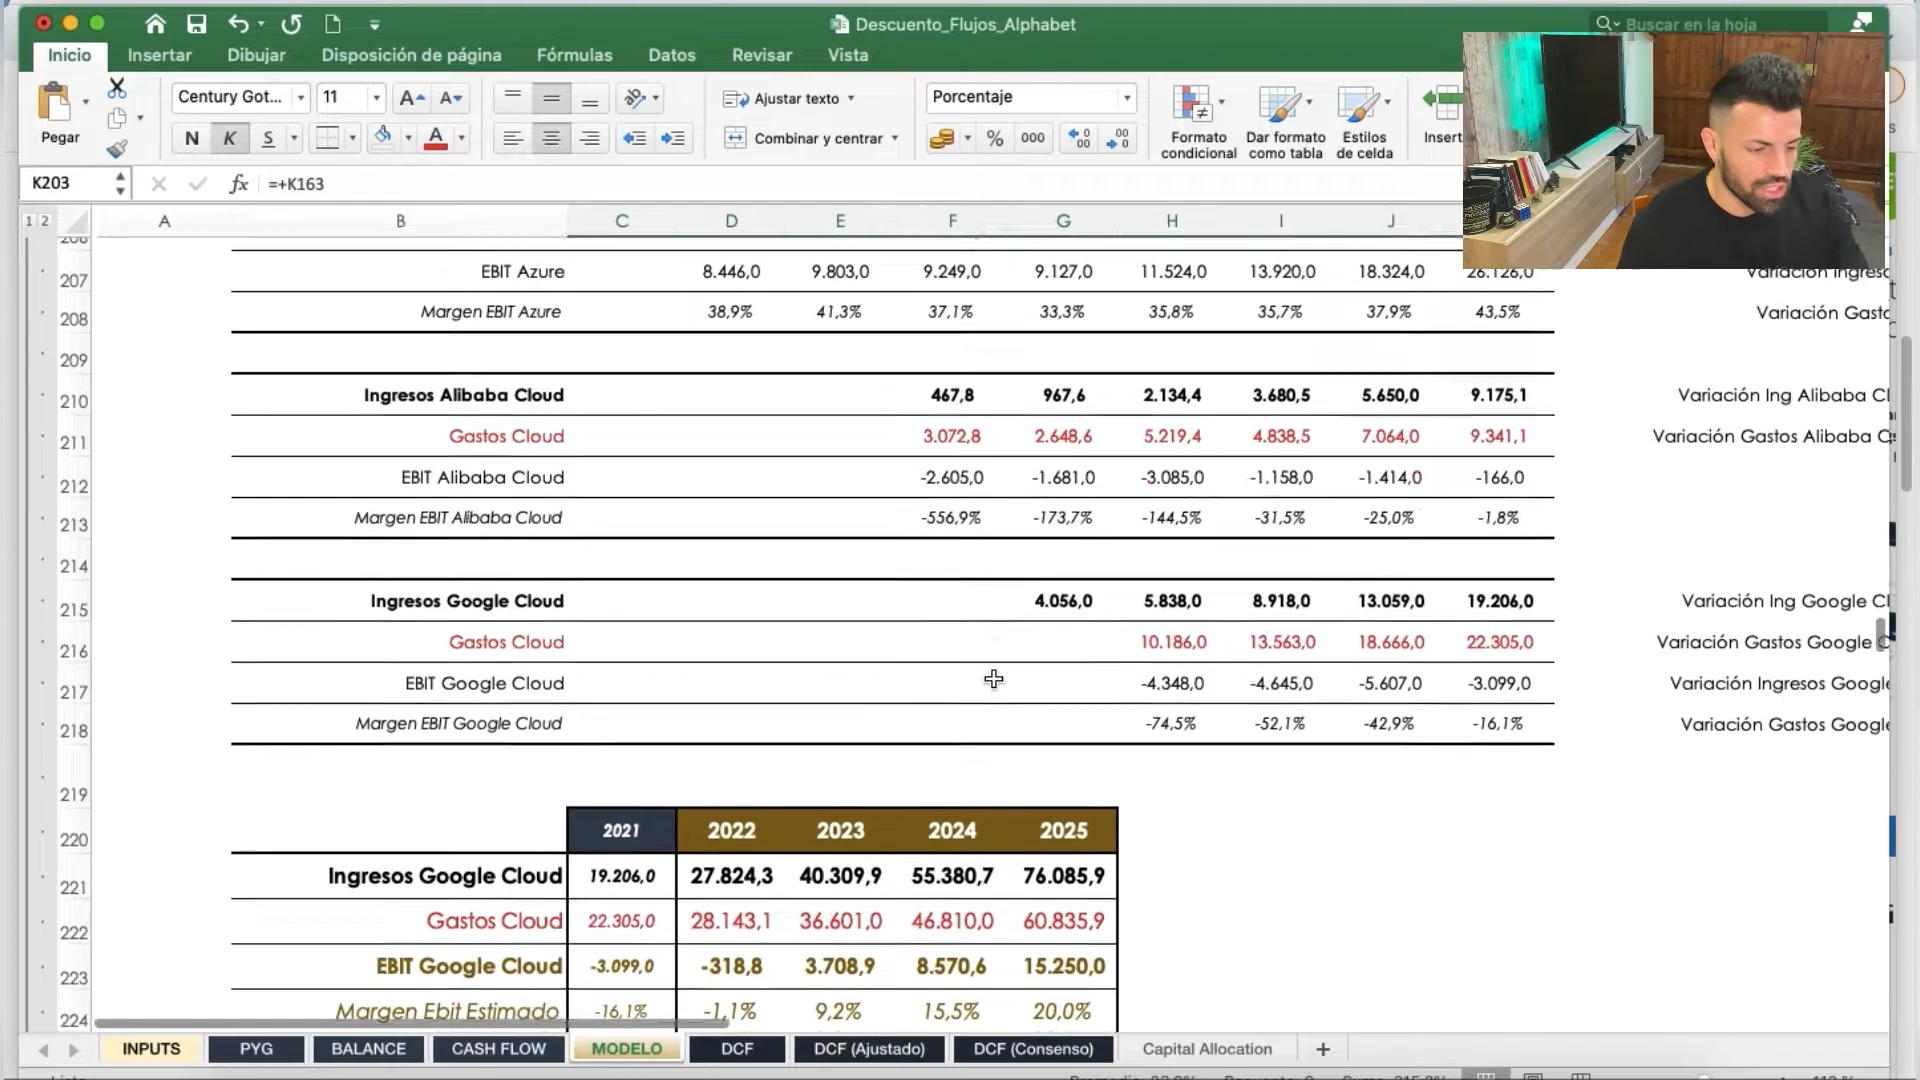 Descuento_Flujos_Alphabet
Buscar en la hoja
Inicio Insertar Dibujar Disposición de página Fórmulas Datos Revisar Vista
Pegar
Century Got... 11
N K S
Ajustar texto
Combinar y centrar
Porcentaje
% 000
Formato condicional
Dar formato como tabla
Estilos de celda
Insert
K203 fx =+K163
1 2 A B C D E F G H I J
207 EBIT Azure 8.446,0 9.803,0 9.249,0 9.127,0 11.524,0 13.920,0 18.324,0 26.126,0 Variación Ingreso
208 Margen EBIT Azure 38,9% 41,3% 37,1% 33,3% 35,8% 35,7% 37,9% 43,5% Variación Gasto
209
210 Ingresos Alibaba Cloud 467,8 967,6 2.134,4 3.680,5 5.650,0 9.175,1 Variación Ing Alibaba Cl
211 Gastos Cloud 3.072,8 2.648,6 5.219,4 4.838,5 7.064,0 9.341,1 Variación Gastos Alibaba C
212 EBIT Alibaba Cloud -2.605,0 -1.681,0 -3.085,0 -1.158,0 -1.414,0 -166,0
213 Margen EBIT Alibaba Cloud -556,9% -173,7% -144,5% -31,5% -25,0% -1,8%
214
215 Ingresos Google Cloud 4.056,0 5.838,0 8.918,0 13.059,0 19.206,0 Variación Ing Google Cl
216 Gastos Cloud 10.186,0 13.563,0 18.666,0 22.305,0 Variación Gastos Google C
217 EBIT Google Cloud -4.348,0 -4.645,0 -5.607,0 -3.099,0 Variación Ingresos Google
218 Margen EBIT Google Cloud -74,5% -52,1% -42,9% -16,1% Variación Gastos Google
219
220 2021 2022 2023 2024 2025
221 Ingresos Google Cloud 19.206,0 27.824,3 40.309,9 55.380,7 76.085,9
222 Gastos Cloud 22.305,0 28.143,1 36.601,0 46.810,0 60.835,9
223 EBIT Google Cloud -3.099,0 -318,8 3.708,9 8.570,6 15.250,0
224 Margen Ebit Estimado -16,1% -1,1% 9,2% 15,5% 20,0%
INPUTS PYG BALANCE CASH FLOW MODELO DCF DCF (Ajustado) DCF (Consenso) Capital Allocation +